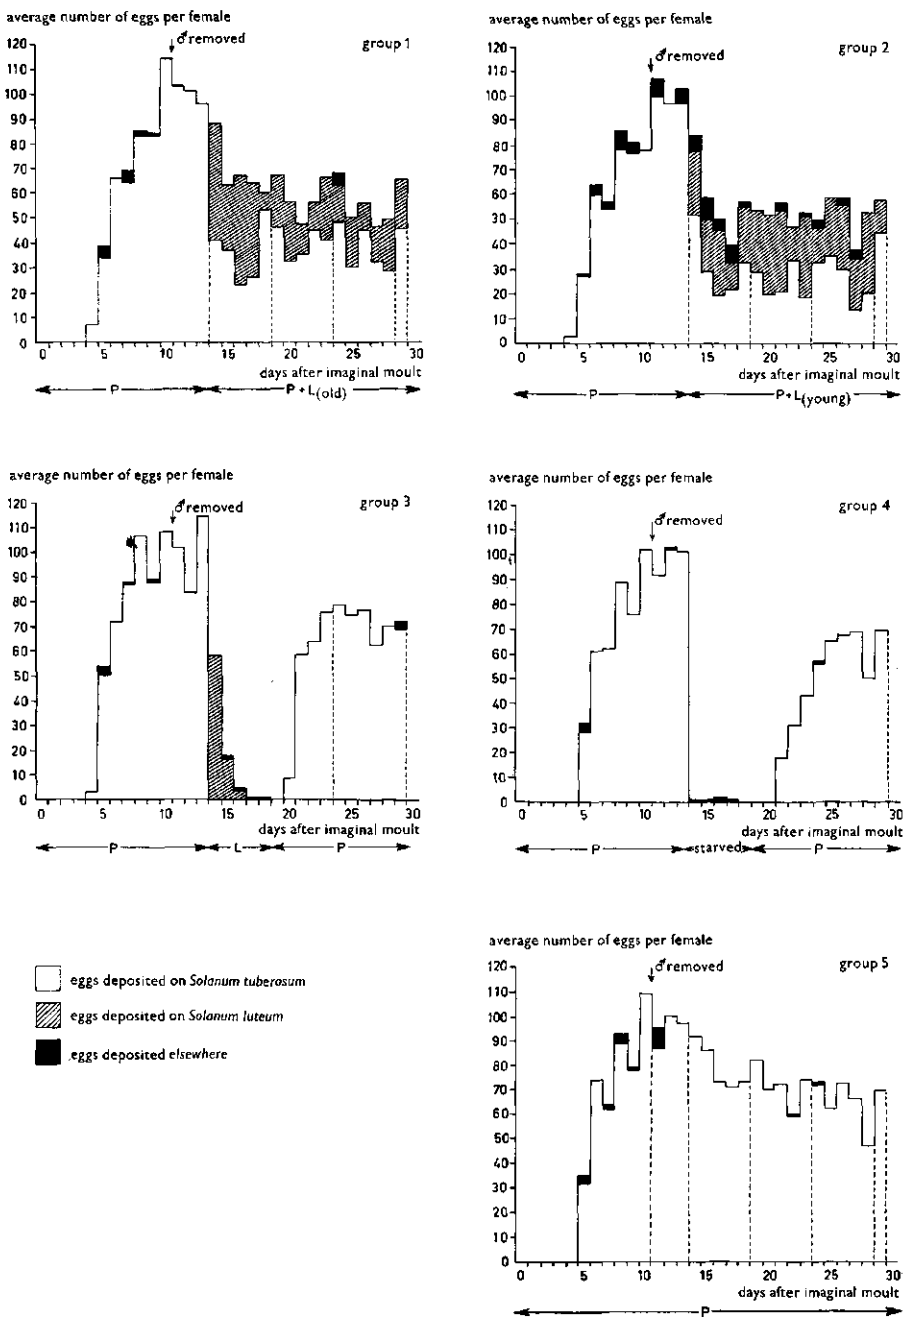 average number of eggs per female
♂ removed
group 1
120
110
100
90
80
70
60
50
40
30
20
10
0
0 5 10 15 20 25 30
days after imaginal moult
P P + L(old)
average number of eggs per female
♂ removed
group 2
120
110
100
90
80
70
60
50
30
30
20
10
0
0 5 10 15 20 25 30
days after imaginal moult
P P + L(young)
average number of eggs per female
♂ removed
group 3
120
110
100
90
80
70
60
50
40
30
20
10
0
0 5 10 15 20 25 30
days after imaginal moult
P L P
average number of eggs per female
♂ removed
group 4
120
110
100
90
80
70
60
50
40
30
20
10
0
0 5 10 15 20 25 30
days after imaginal moult
P starved P
eggs deposited on Solanum tuberosum
eggs deposited on Solanum luteum
eggs deposited elsewhere
average number of eggs per female
♂ removed
group 5
120
110
100
90
80
70
60
50
40
30
20
10
0
0 5 10 15 20 25 30
days after imaginal moult
P